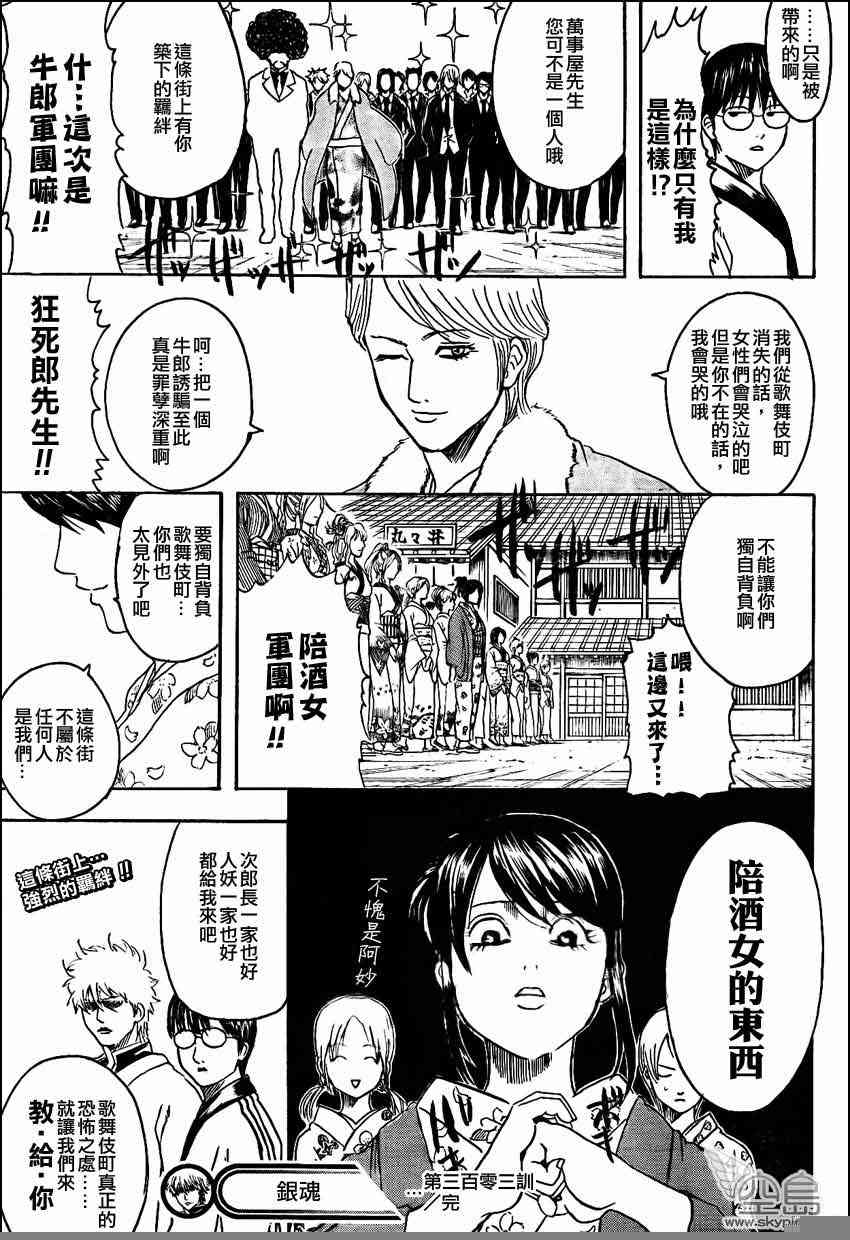 ……只是被
帶來的啊
為什麼只有我
是這樣!?
萬事屋先生
您可不是一個人哦
這條街上有你
築下的羈絆
什…這次是
牛郎軍團嘛!!
ザッ
ザッ
我們從歌舞伎町
消失的話，
女性們會哭泣的吧
但是你不在的話，
我會哭的哦
呵…把一個
牛郎誘騙至此
真是罪孽深重啊
狂死郎先生!!
不能讓你們
獨自背負啊
喂!!
這邊又來了…
ザッ
ザッ
陪酒女
軍團啊!!
要獨自背負
歌舞伎町…
你們也
太見外了吧
這條街
不屬於
任何人
是我們…
陪酒女的東西
不愧是阿妙
次郎長一家也好
人妖一家也好
都給我來吧
這條街上…
強烈的羈絆!!
歌舞伎町真正的
恐怖之處……
就讓我們來
教·給·你
銀魂
…第三百零三訓
完
www.skypi